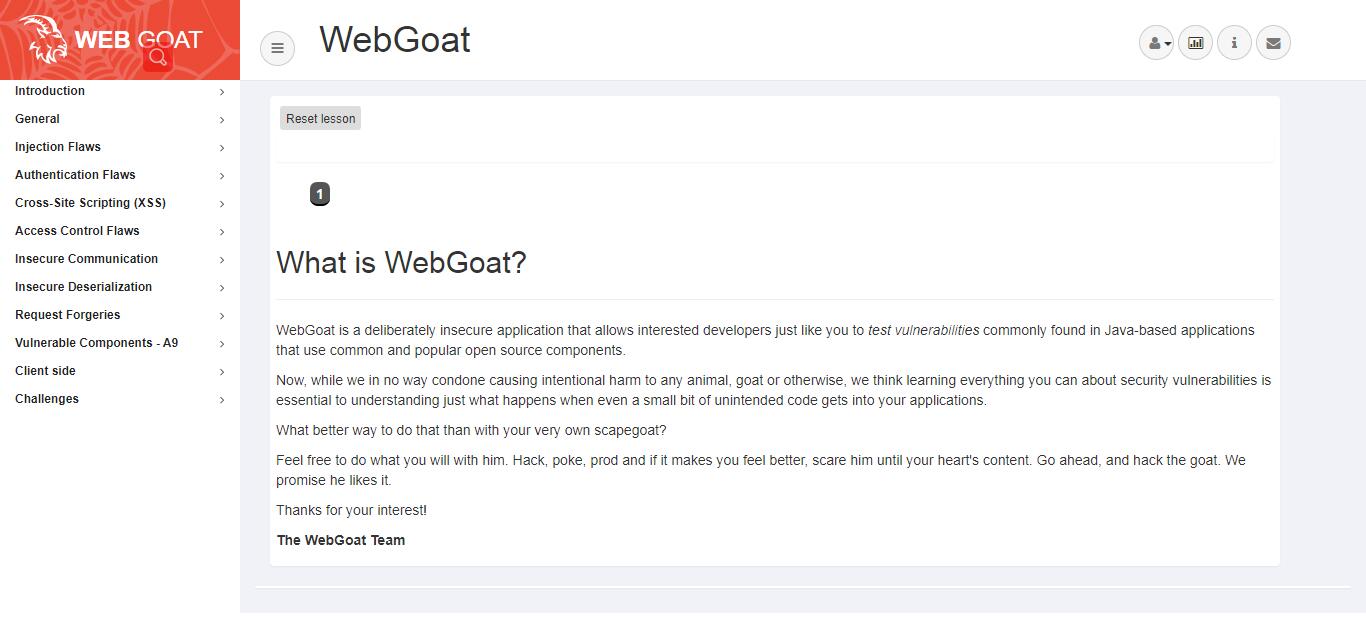 WEB GOAT
WebGoat
Introduction
General
Injection Flaws
Authentication Flaws
Cross-Site Scripting (XSS)
Access Control Flaws
Insecure Communication
Insecure Deserialization
Request Forgeries
Vulnerable Components - A9
Client side
Challenges
Reset lesson
1
What is WebGoat?
WebGoat is a deliberately insecure application that allows interested developers just like you to test vulnerabilities commonly found in Java-based applications
that use common and popular open source components.
Now, while we in no way condone causing intentional harm to any animal, goat or otherwise, we think learning everything you can about security vulnerabilities is
essential to understanding just what happens when even a small bit of unintended code gets into your applications.
What better way to do that than with your very own scapegoat?
Feel free to do what you will with him. Hack, poke, prod and if it makes you feel better, scare him until your heart's content. Go ahead, and hack the goat. We
promise he likes it.
Thanks for your interest!
The WebGoat Team